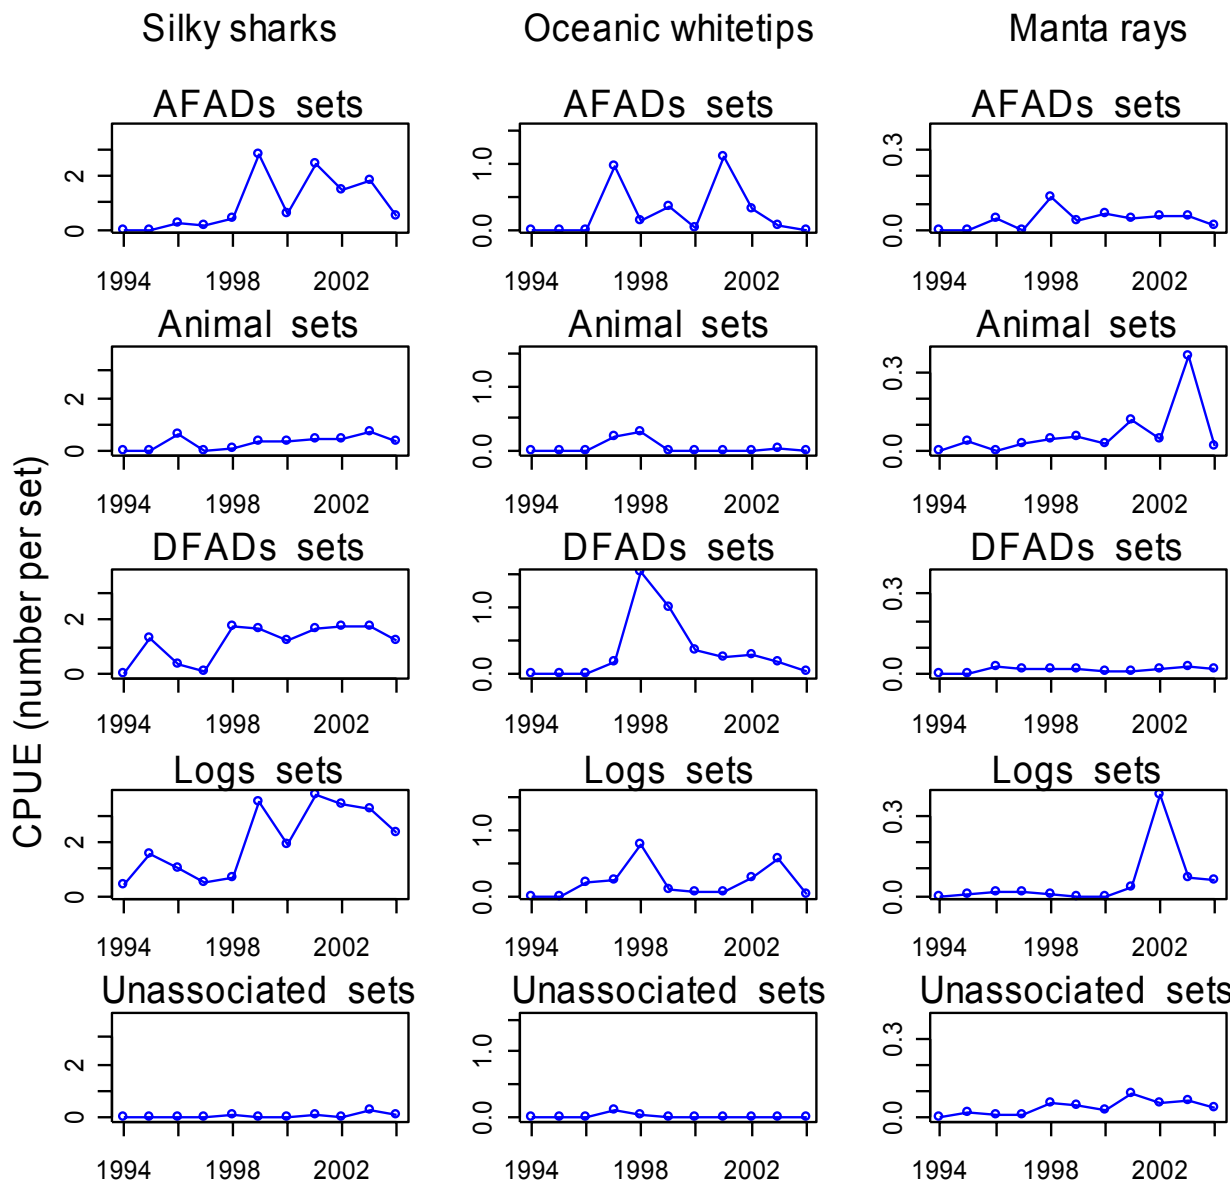 Silky sharks Oceanic whitetips Manta rays
AFADs sets AFADs sets AFADs sets
2 1.0 0.3
0 0.0 0.0
1994 1998 2002 1994 1998 2002 1994 1998 2002
Animal sets Animal sets Animal sets
2 1.0 0.3
0 0.0 0.0
1994 1998 2002 1994 1998 2002 1994 1998 2002
CPUE (number per set)
DFADs sets DFADs sets DFADs sets
2 1.0 0.3
0 0.0 0.0
1994 1998 2002 1994 1998 2002 1994 1998 2002
Logs sets Logs sets Logs sets
2 1.0 0.3
0 0.0 0.0
1994 1998 2002 1994 1998 2002 1994 1998 2002
Unassociated sets Unassociated sets Unassociated sets
2 1.0 0.3
0 0.0 0.0
1994 1998 2002 1994 1998 2002 1994 1998 2002